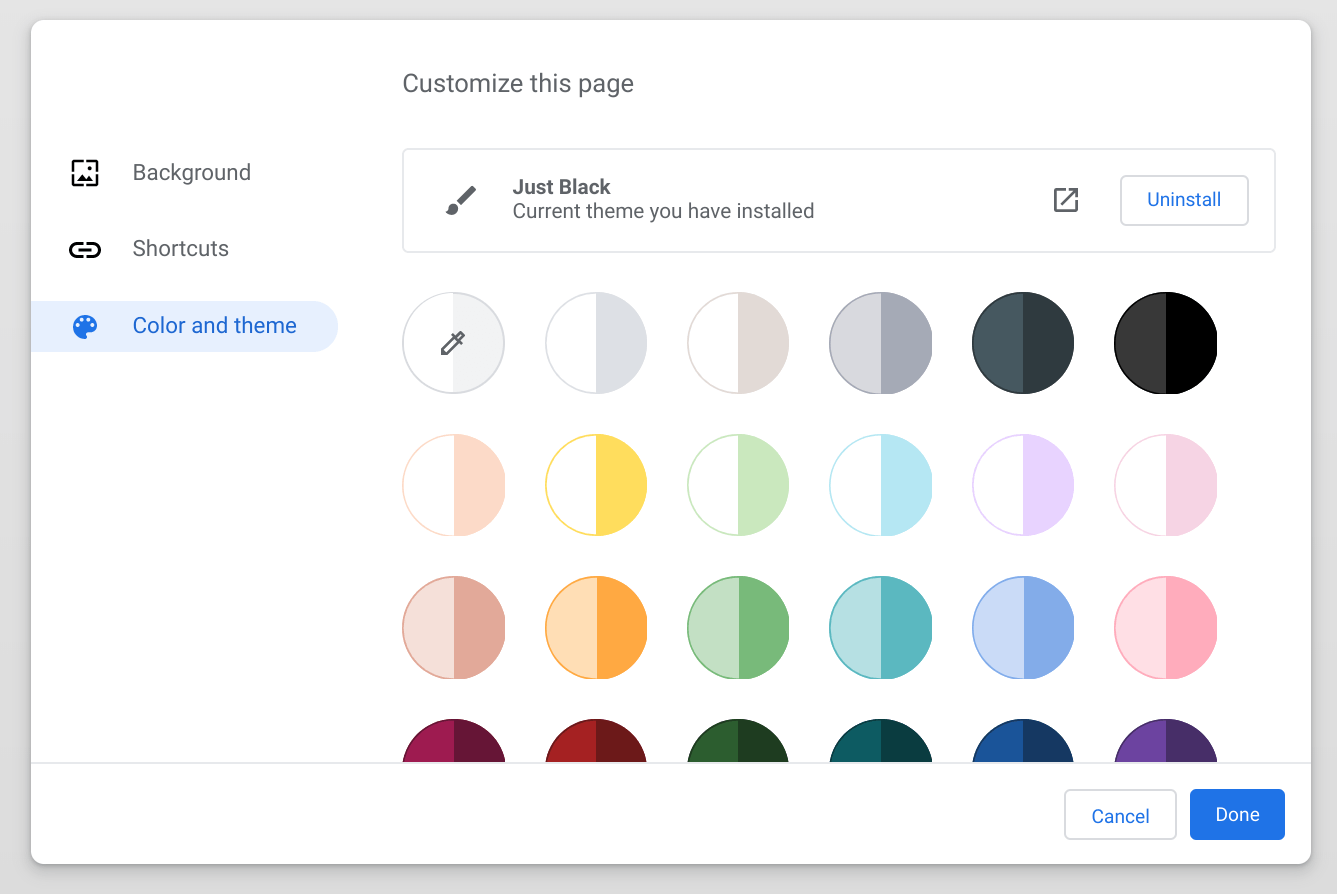 Customize this page
Background
Shortcuts
Color and theme
Just Black
Current theme you have installed
Uninstall
Cancel
Done